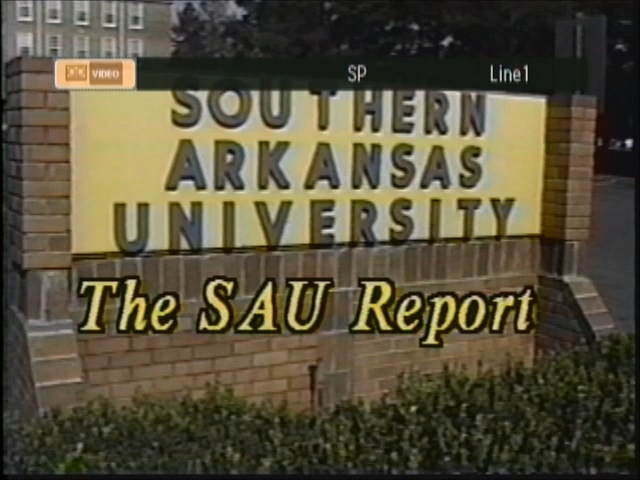 VIDEO SP Line1
SOUTHERN
ARKANSAS
UNIVERSITY
The SAU Report